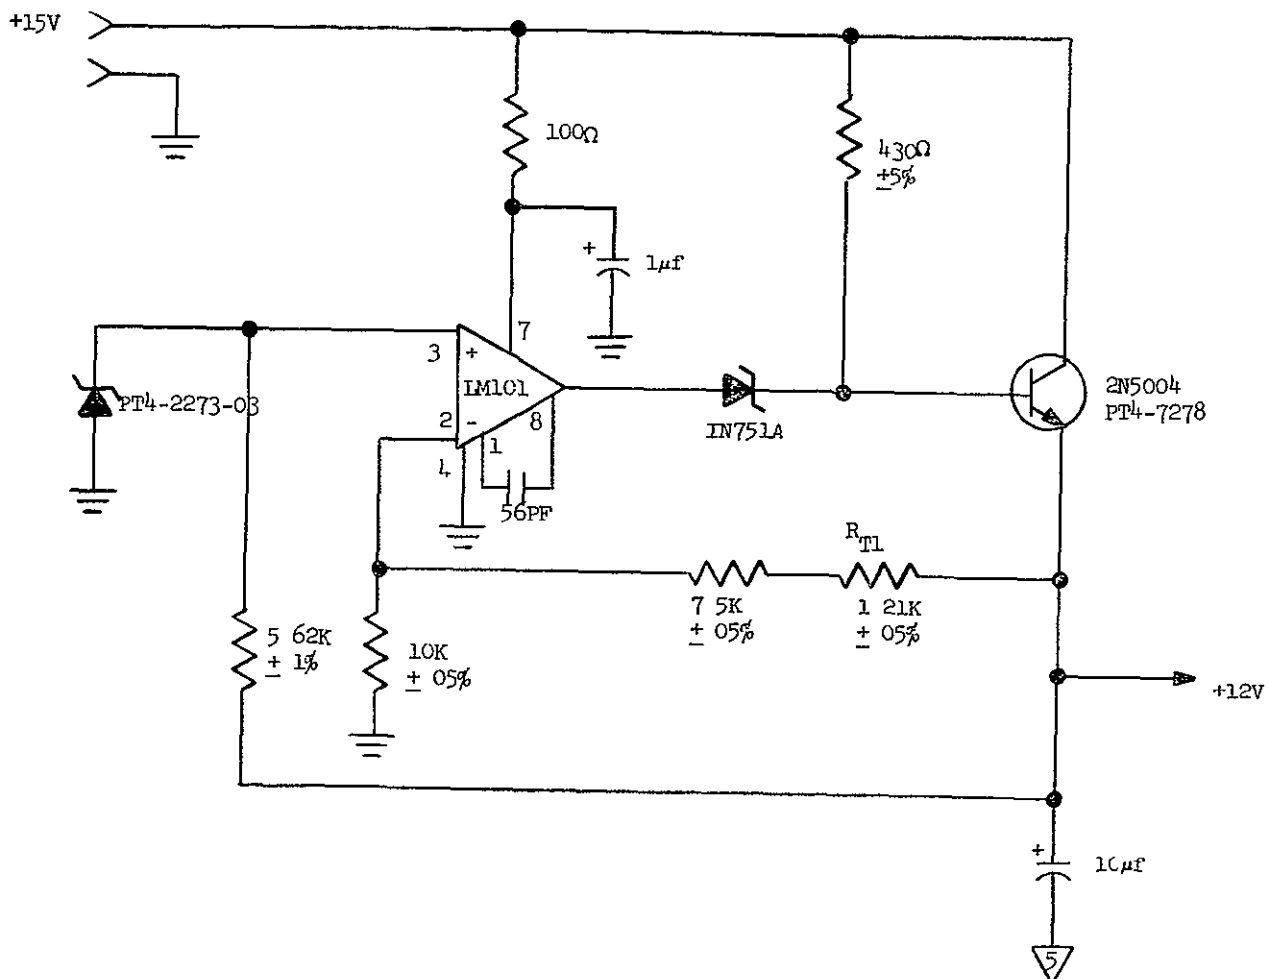 +15V
100Ω
430Ω
±5%
+
1μf
7
3
+
LM101
PT4-2273-03
2
-
8
1
4
56PF
1N751A
2N5004
PT4-7278
R T1
7 5K
± 05%
1 21K
± 05%
5 62K
± 1%
10K
± 05%
+12V
+
10μf
5